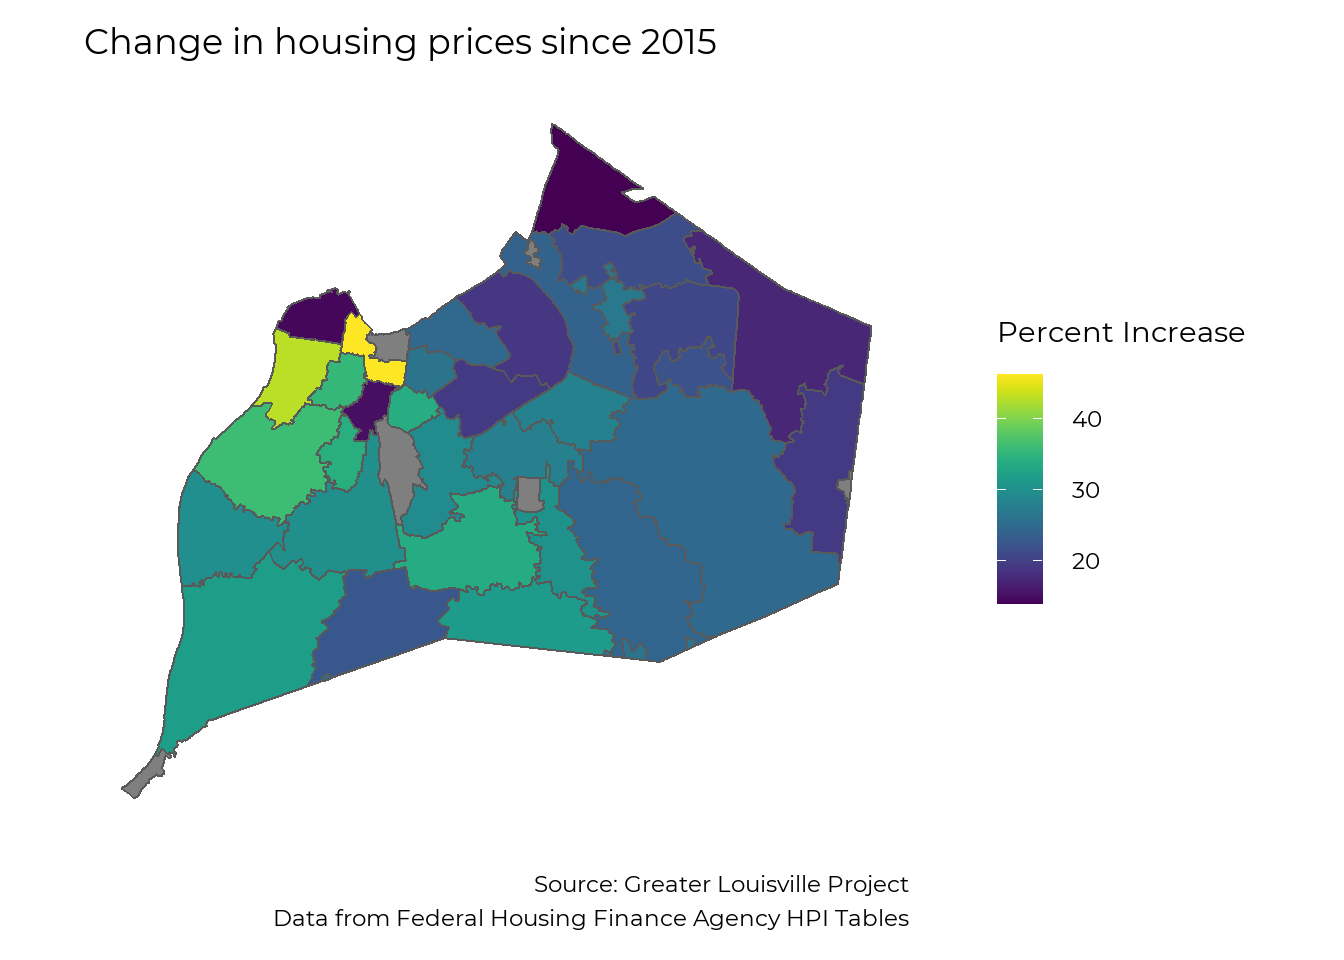 Change in housing prices since 2015
Percent Increase
40
30
20
Source: Greater Louisville Project
Data from Federal Housing Finance Agency HPI Tables